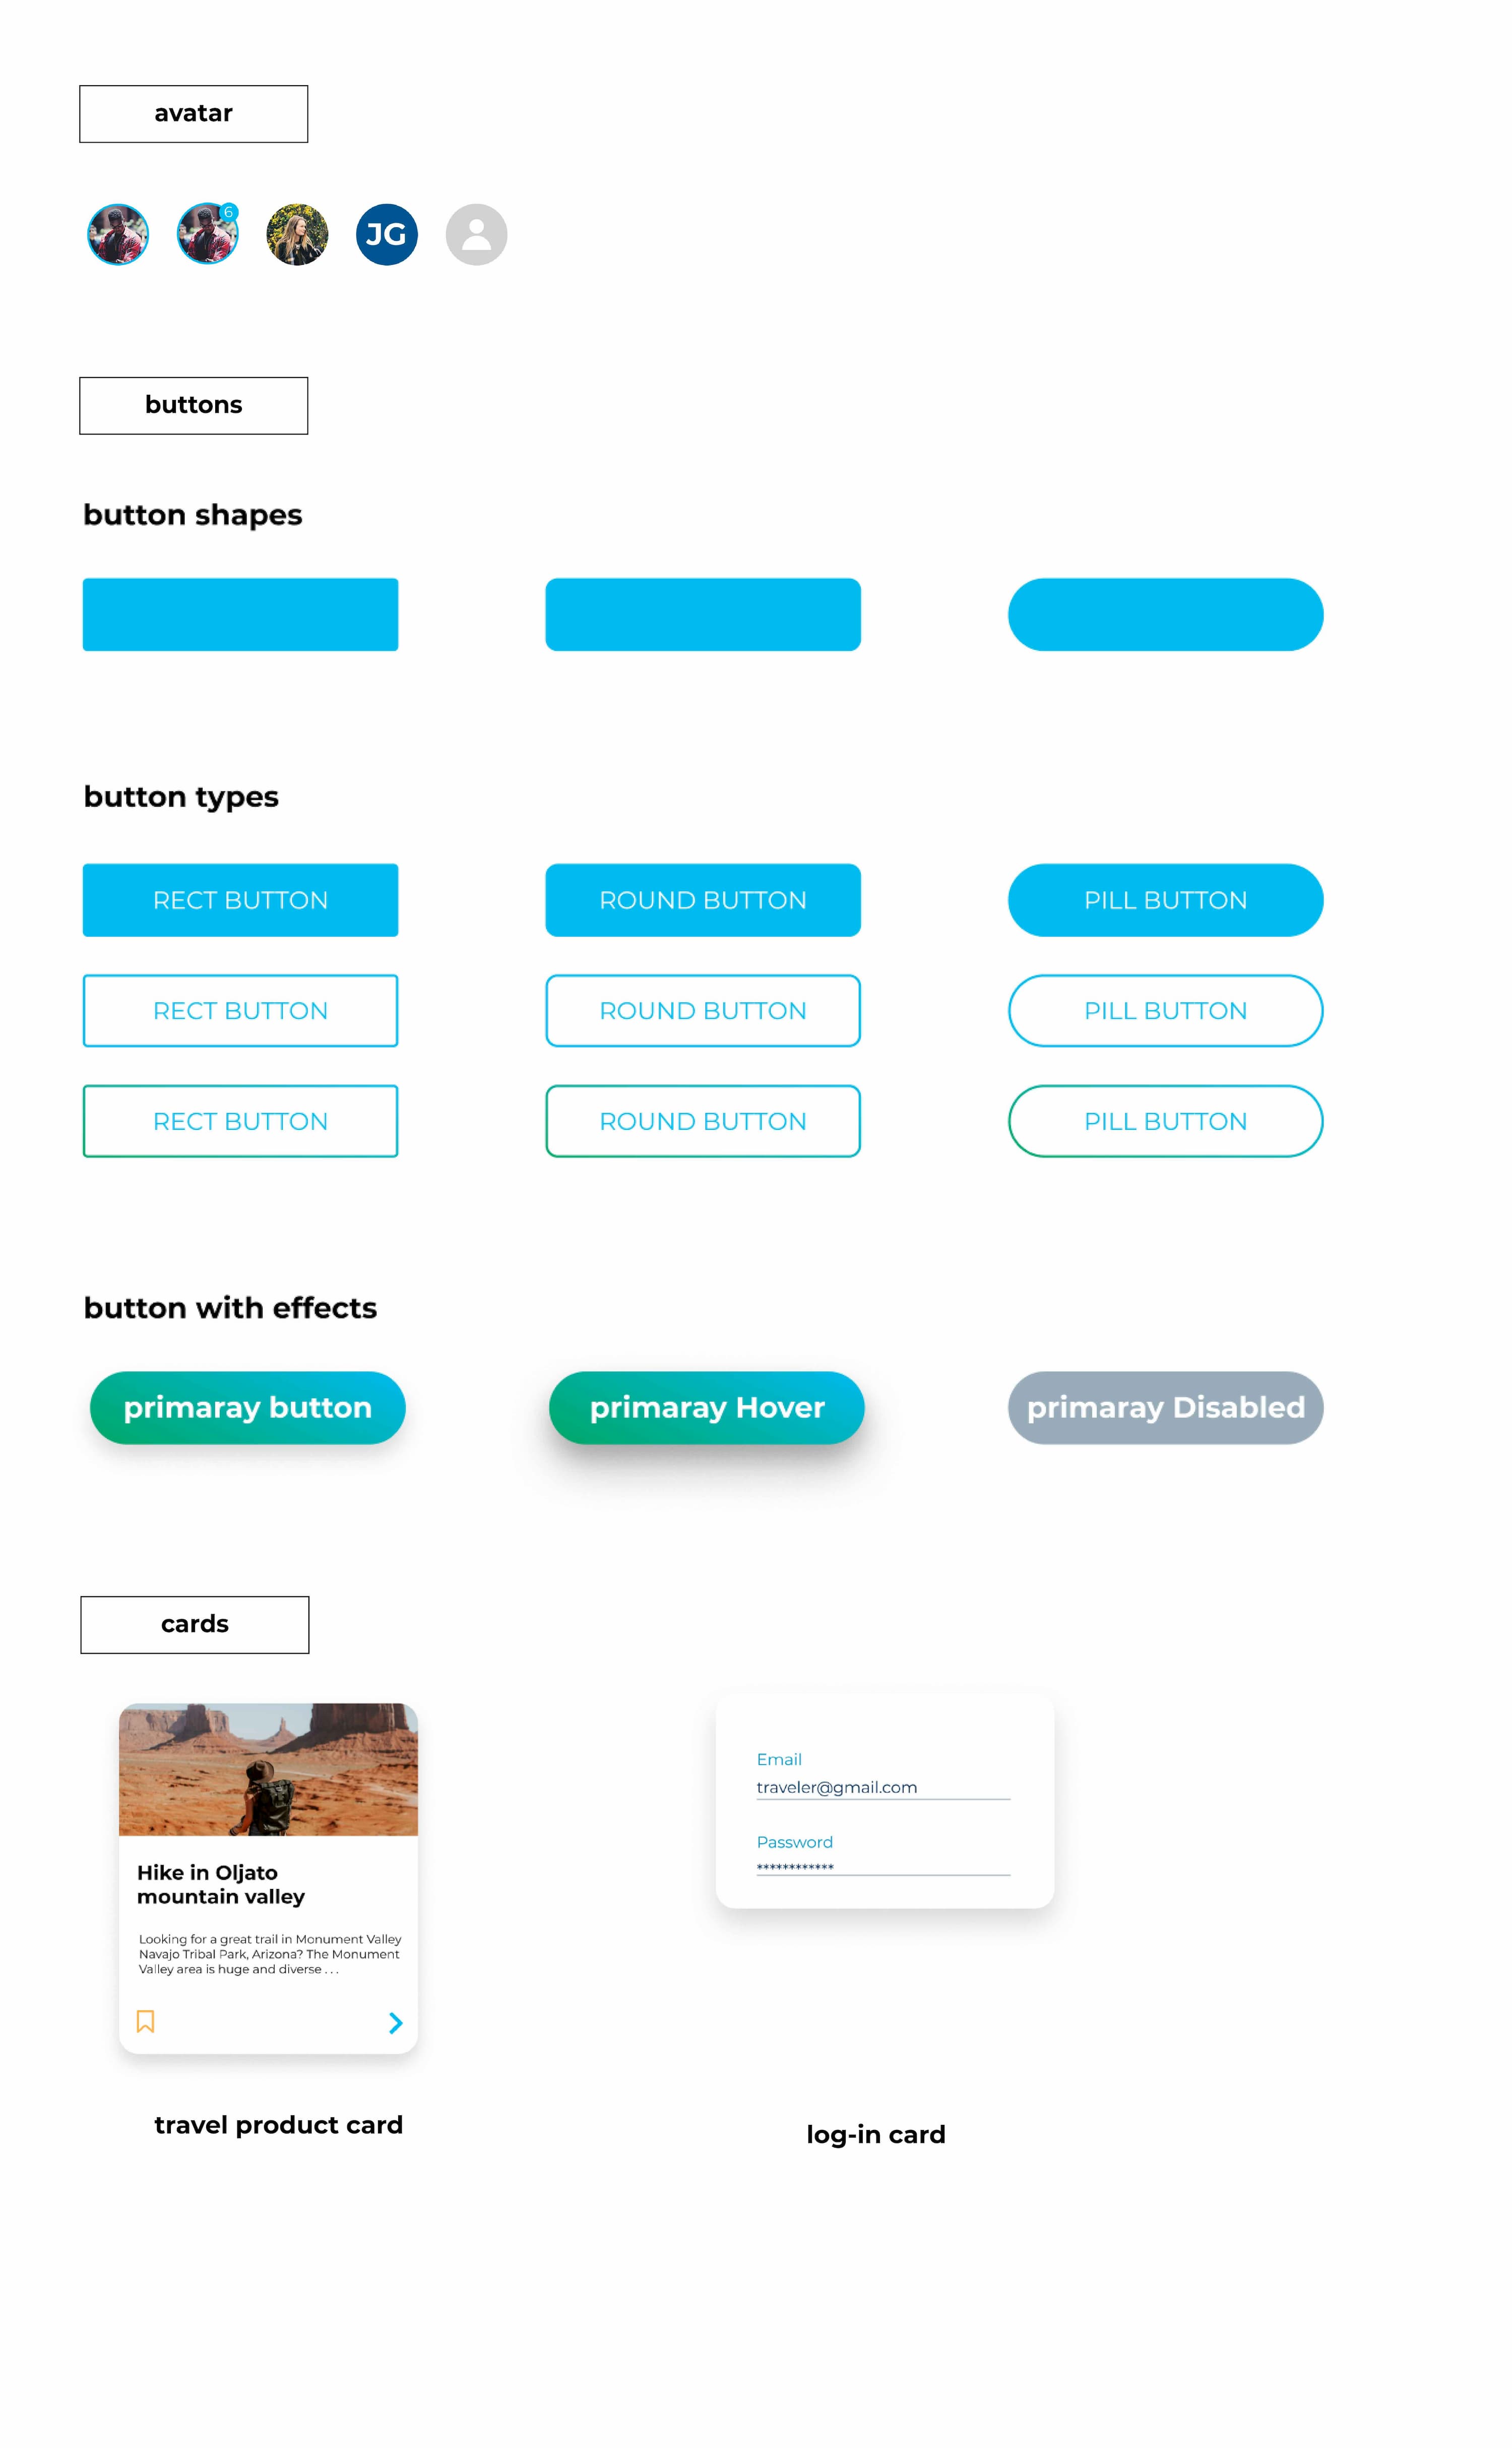 avatar
6
JG
buttons
button shapes
button types
RECT BUTTON
ROUND BUTTON
PILL BUTTON
RECT BUTTON
ROUND BUTTON
PILL BUTTON
RECT BUTTON
ROUND BUTTON
PILL BUTTON
button with effects
primaray button
primaray Hover
primaray Disabled
cards
Hike in Oljato
mountain valley
Looking for a great trail in Monument Valley
Navajo Tribal Park, Arizona? The Monument
Valley area is huge and diverse . . .
travel product card
Email
traveler@gmail.com
Password
************
log-in card